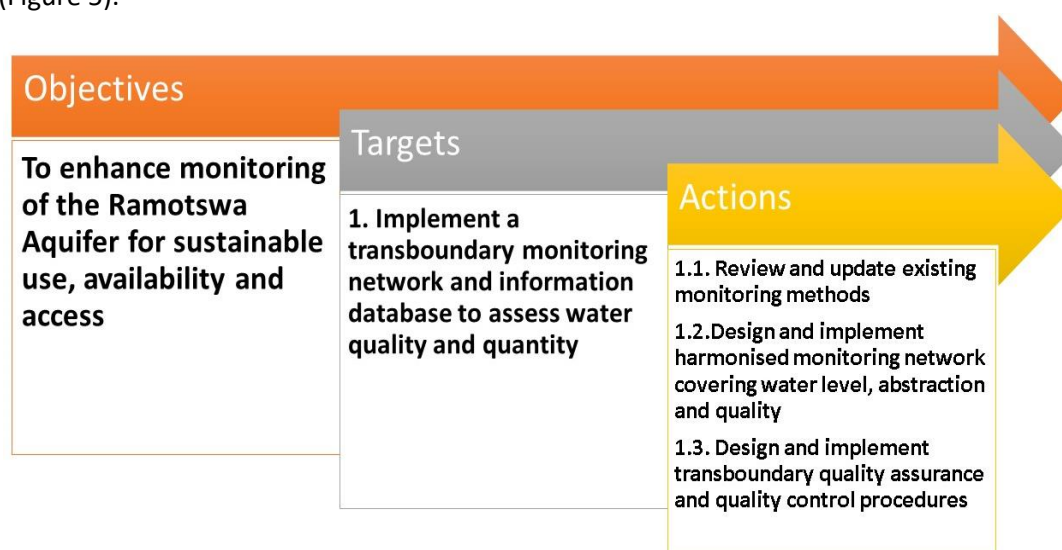 (Figure 5).
Objectives
To enhance monitoring
of the Ramotswa
Aquifer for sustainable
use, availability and
access
Targets
1. Implement a
transboundary monitoring
network and information
database to assess water
quality and quantity
Actions
1.1. Review and update existing
monitoring methods
1.2.Design and implement
harmonised monitoring network
covering water level, abstraction
and quality
1.3. Design and implement
transboundary quality assurance
and quality control procedures